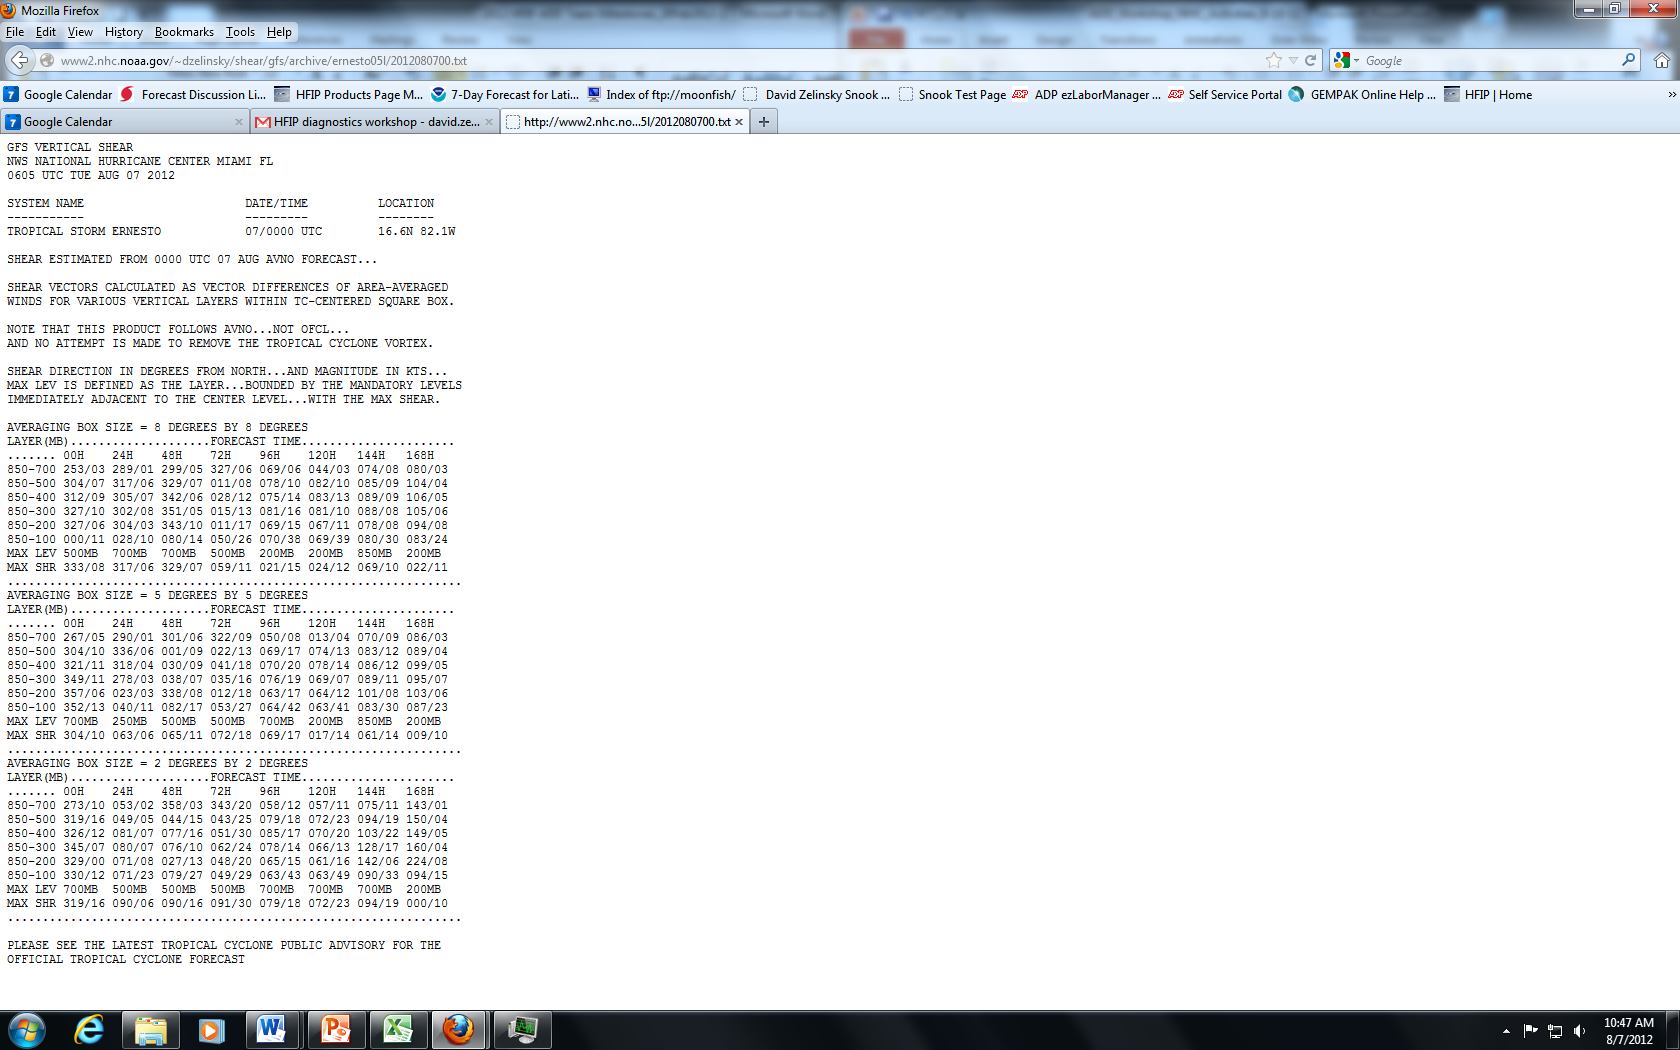 Mozilla Firefox
File Edit View History Bookmarks Tools Help
www2.nhc.noaa.gov/~dzelinsky/shear/gfs/archive/ernesto05l/2012080700.txt
Google
Google Calendar Forecast Discussion Li... HFIP Products Page M... 7-Day Forecast for Lati... Index of ftp://moonfish/ David Zelinsky Snook ... Snook Test Page ADP ezLaborManager ... Self Service Portal GEMPAK Online Help ... HFIP | Home »
Google Calendar HFIP diagnostics workshop - david.ze... http://www2.nhc.no...5l/2012080700.txt
GFS VERTICAL SHEAR
NWS NATIONAL HURRICANE CENTER MIAMI FL
0605 UTC TUE AUG 07 2012
SYSTEM NAME DATE/TIME LOCATION
----------- --------- --------
TROPICAL STORM ERNESTO 07/0000 UTC 16.6N 82.1W
SHEAR ESTIMATED FROM 0000 UTC 07 AUG AVNO FORECAST...
SHEAR VECTORS CALCULATED AS VECTOR DIFFERENCES OF AREA-AVERAGED
WINDS FOR VARIOUS VERTICAL LAYERS WITHIN TC-CENTERED SQUARE BOX.
NOTE THAT THIS PRODUCT FOLLOWS AVNO...NOT OFCL...
AND NO ATTEMPT IS MADE TO REMOVE THE TROPICAL CYCLONE VORTEX.
SHEAR DIRECTION IN DEGREES FROM NORTH...AND MAGNITUDE IN KTS...
MAX LEV IS DEFINED AS THE LAYER...BOUNDED BY THE MANDATORY LEVELS
IMMEDIATELY ADJACENT TO THE CENTER LEVEL...WITH THE MAX SHEAR.
AVERAGING BOX SIZE = 8 DEGREES BY 8 DEGREES
LAYER(MB)....................FORECAST TIME......................
....... 00H 24H 48H 72H 96H 120H 144H 168H
850-700 253/03 289/01 299/05 327/06 069/06 044/03 074/08 080/03
850-500 304/07 317/06 329/07 011/08 078/10 082/10 085/09 104/04
850-400 312/09 305/07 342/06 028/12 075/14 083/13 089/09 106/05
850-300 327/10 302/08 351/05 015/13 081/16 081/10 088/08 105/06
850-200 327/06 304/03 343/10 011/17 069/15 067/11 078/08 094/08
850-100 000/11 028/10 080/14 050/26 070/38 069/39 080/30 083/24
MAX LEV 500MB 700MB 700MB 500MB 200MB 200MB 850MB 200MB
MAX SHR 333/08 317/06 329/07 059/11 021/15 024/12 069/10 022/11
.................................................................
AVERAGING BOX SIZE = 5 DEGREES BY 5 DEGREES
LAYER(MB)....................FORECAST TIME......................
....... 00H 24H 48H 72H 96H 120H 144H 168H
850-700 267/05 290/01 301/06 322/09 050/08 013/04 070/09 086/03
850-500 304/10 336/06 001/09 022/13 069/17 074/13 083/12 089/04
850-400 321/11 318/04 030/09 041/18 070/20 078/14 086/12 099/05
850-300 349/11 278/03 038/07 035/16 076/19 069/07 089/11 095/07
850-200 357/06 023/03 338/08 012/18 063/17 064/12 101/08 103/06
850-100 352/13 040/11 082/17 053/27 064/42 063/41 083/30 087/23
MAX LEV 700MB 250MB 500MB 500MB 700MB 200MB 850MB 200MB
MAX SHR 304/10 063/06 065/11 072/18 069/17 017/14 061/14 009/10
.................................................................
AVERAGING BOX SIZE = 2 DEGREES BY 2 DEGREES
LAYER(MB)....................FORECAST TIME......................
....... 00H 24H 48H 72H 96H 120H 144H 168H
850-700 273/10 053/02 358/03 343/20 058/12 057/11 075/11 143/01
850-500 319/16 049/05 044/15 043/25 079/18 072/23 094/19 150/04
850-400 326/12 081/07 077/16 051/30 085/17 070/20 103/22 149/05
850-300 345/07 080/07 076/10 062/24 078/14 066/13 128/17 160/04
850-200 329/00 071/08 027/13 048/20 065/15 061/16 142/06 224/08
850-100 330/12 071/23 079/27 049/29 063/43 063/49 090/33 094/15
MAX LEV 700MB 500MB 500MB 500MB 700MB 700MB 700MB 200MB
MAX SHR 319/16 090/06 090/16 091/30 079/18 072/23 094/19 000/10
.................................................................
PLEASE SEE THE LATEST TROPICAL CYCLONE PUBLIC ADVISORY FOR THE
OFFICIAL TROPICAL CYCLONE FORECAST
10:47 AM
8/7/2012